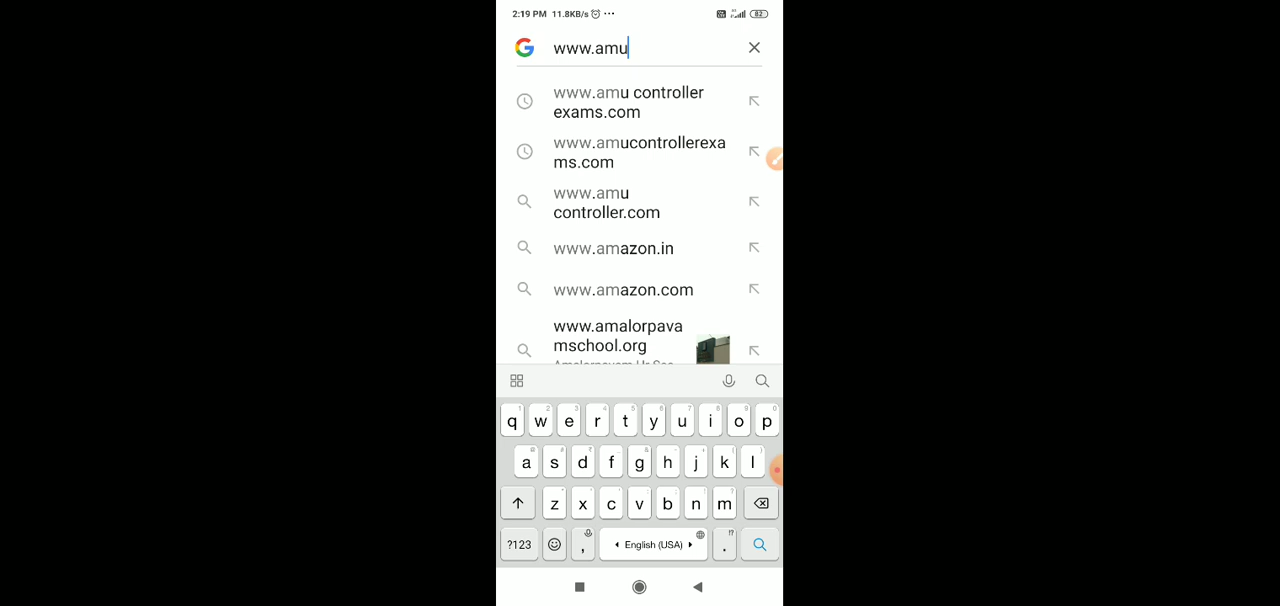 2:19 PM 11.8KB/s ...
82
www.amu
www.amu controller
exams.com
www.amucontrollerexa
ms.com
www.amu
controller.com
www.amazon.in
www.amazon.com
www.amalorpava
mschool.org
q w e r t y u i o p
a s d f g h j k l
z x c v b n m
?123 , English (USA) .